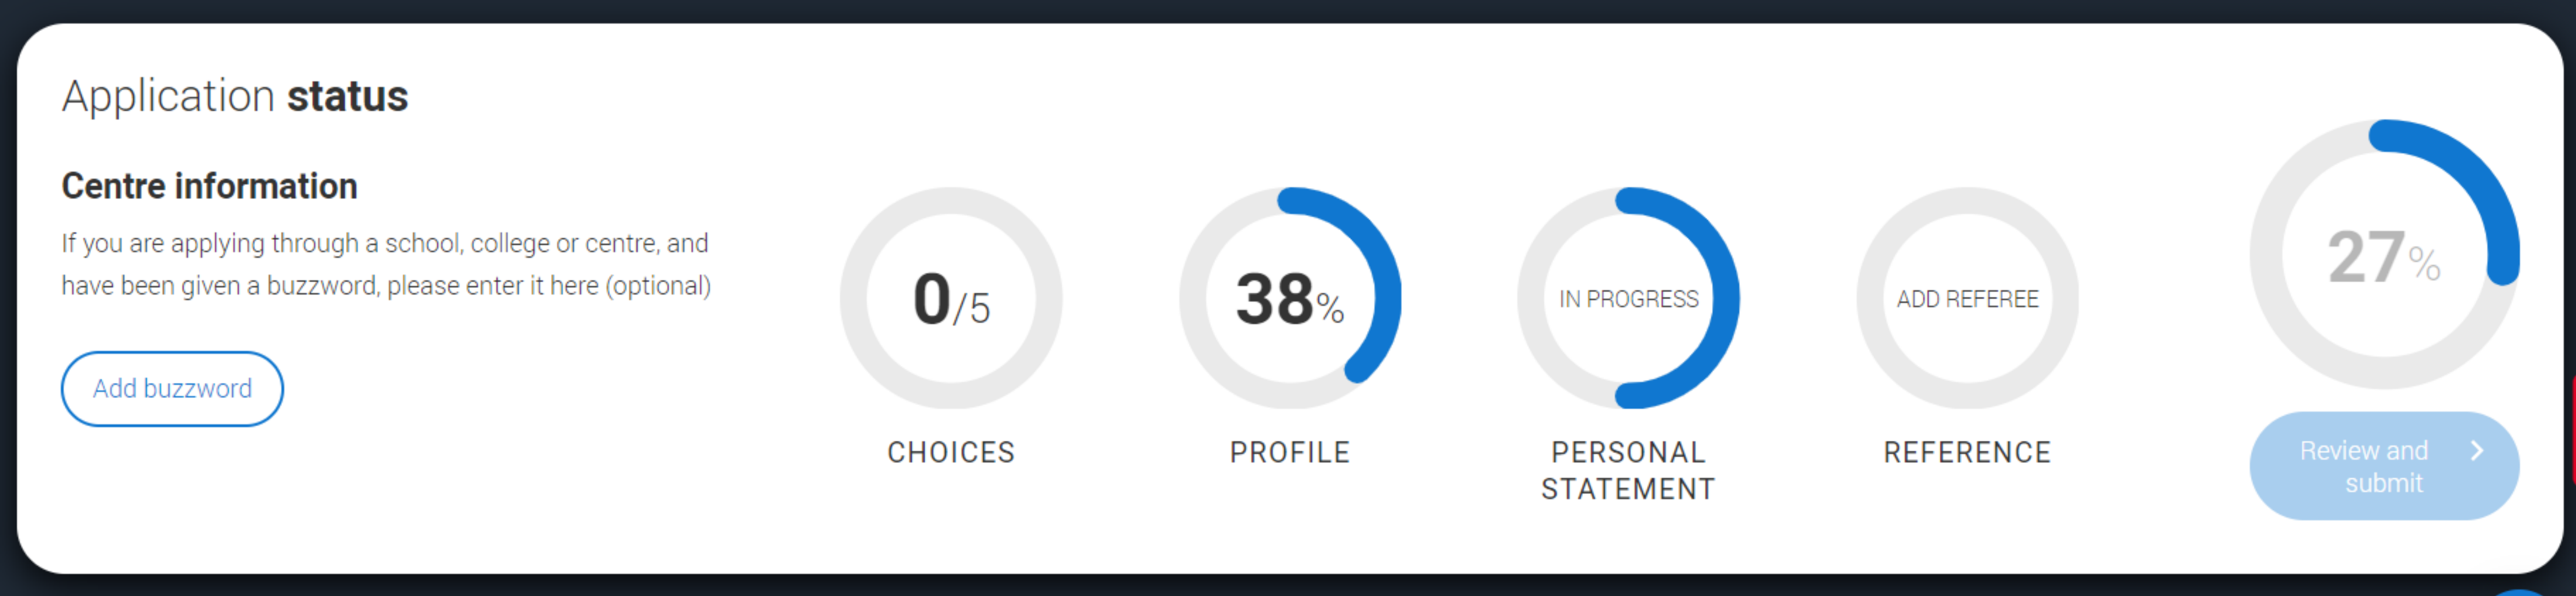 Application status
Centre information
If you are applying through a school, college or centre, and
have been given a buzzword, please enter it here (optional)
Add buzzword
0/5
CHOICES
38%
PROFILE
IN PROGRESS
PERSONAL
STATEMENT
ADD REFEREE
REFERENCE
27%
Review and
submit